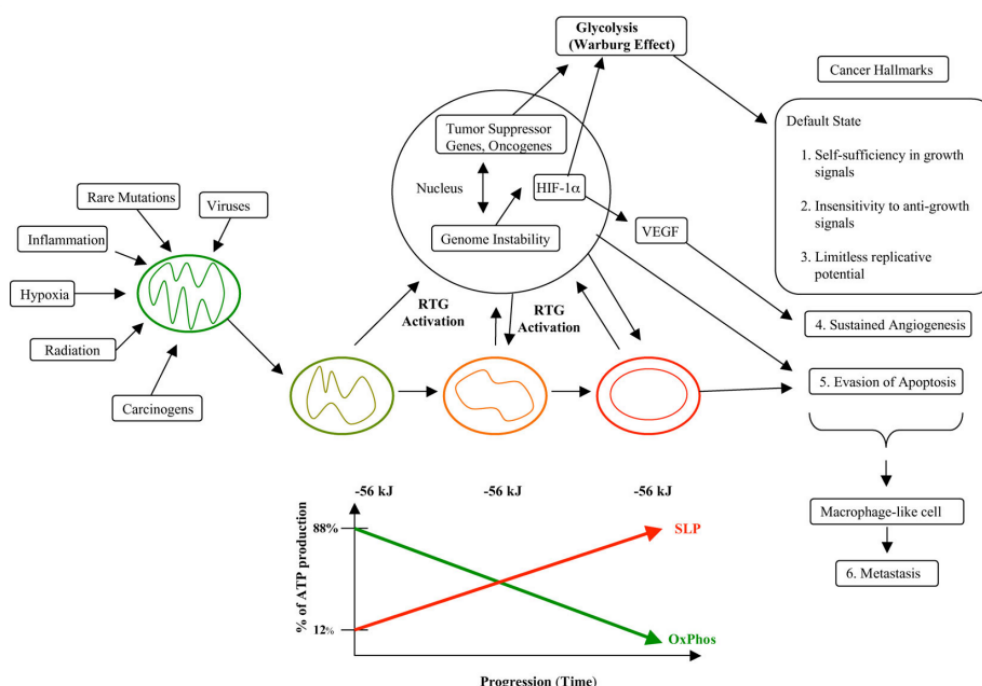 Glycolysis
(Warburg Effect)
Cancer Hallmarks
Default State
1. Self-sufficiency in growth
signals
2. Insensitivity to anti-growth
signals
3. Limitless replicative
potential
Tumor Suppressor
Genes, Oncogenes
Nucleus
HIF-1α
Genome Instability
VEGF
Rare Mutations
Viruses
Inflammation
Hypoxia
Radiation
Carcinogens
RTG
Activation
RTG
Activation
4. Sustained Angiogenesis
5. Evasion of Apoptosis
Macrophage-like cell
6. Metastasis
-56 kJ
-56 kJ
-56 kJ
88%
12%
% of ATP production
SLP
OxPhos
Progression (Time)